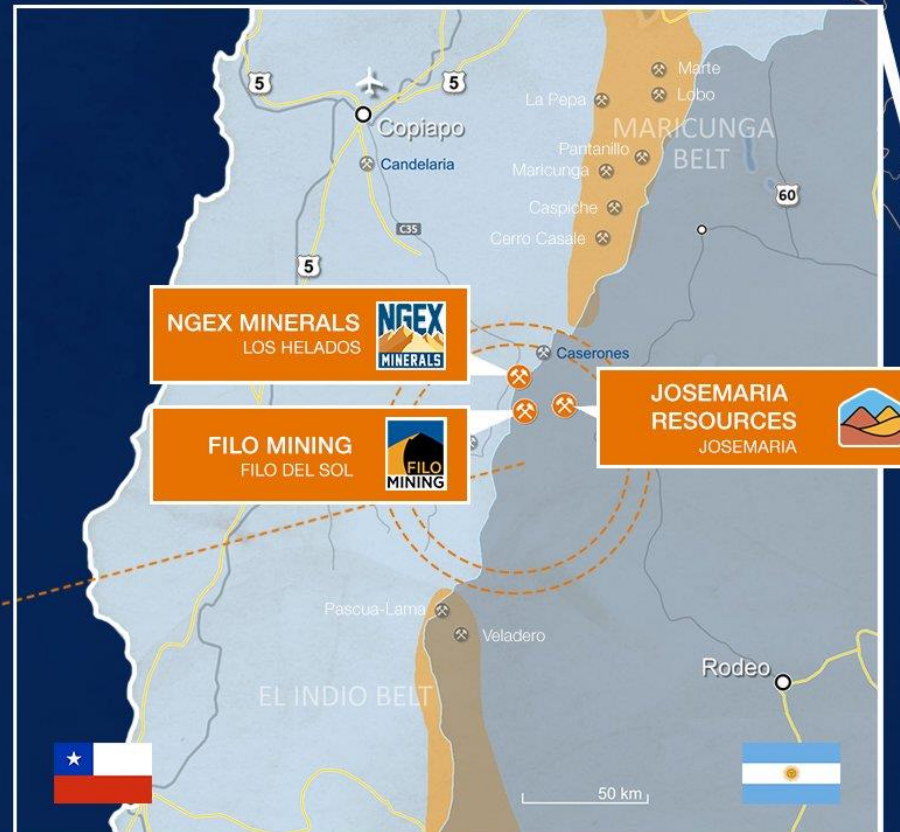 5
5
Copiapo
Candelaria
C35
5
Marte
Lobo
La Pepa
MARICUNGA
BELT
Pantanillo
Maricunga
Caspiche
Cerro Casale
60
NGEX MINERALS
LOS HELADOS
NGEX
MINERALS
Caserones
FILO MINING
FILO DEL SOL
FILO
MINING
JOSEMARIA
RESOURCES
JOSEMARIA
Pascua-Lama
Veladero
EL INDIO BELT
Rodeo
50 km